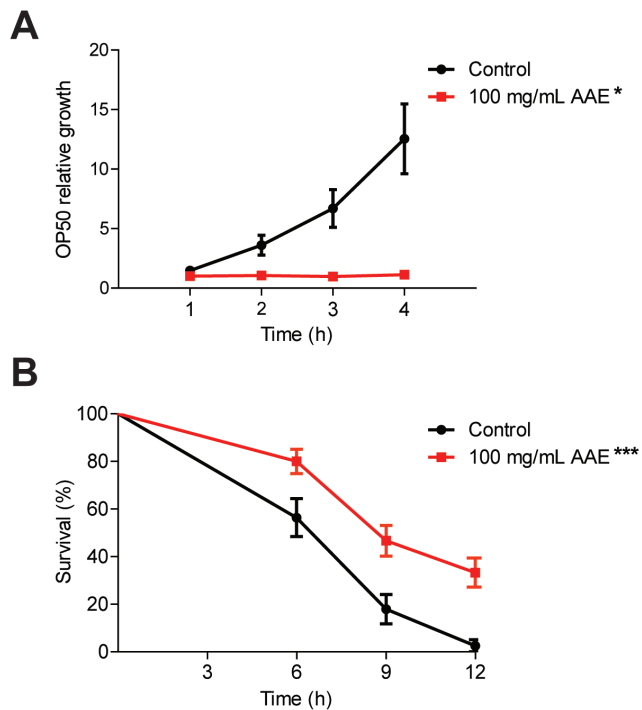 A
20
15
10
5
0
OP50 relative growth
1 2 3 4
Time (h)
Control
100 mg/mL AAE*
B
100
80
60
40
20
0
Survival (%)
3 6 9 12
Time (h)
Control
100 mg/mL AAE***